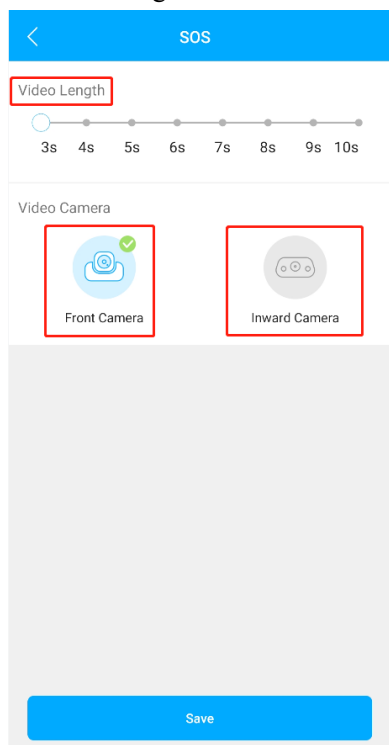 SOS
Video Length
3s 4s 5s 6s 7s 8s 9s 10s
Video Camera
Front Camera Inward Camera
Save